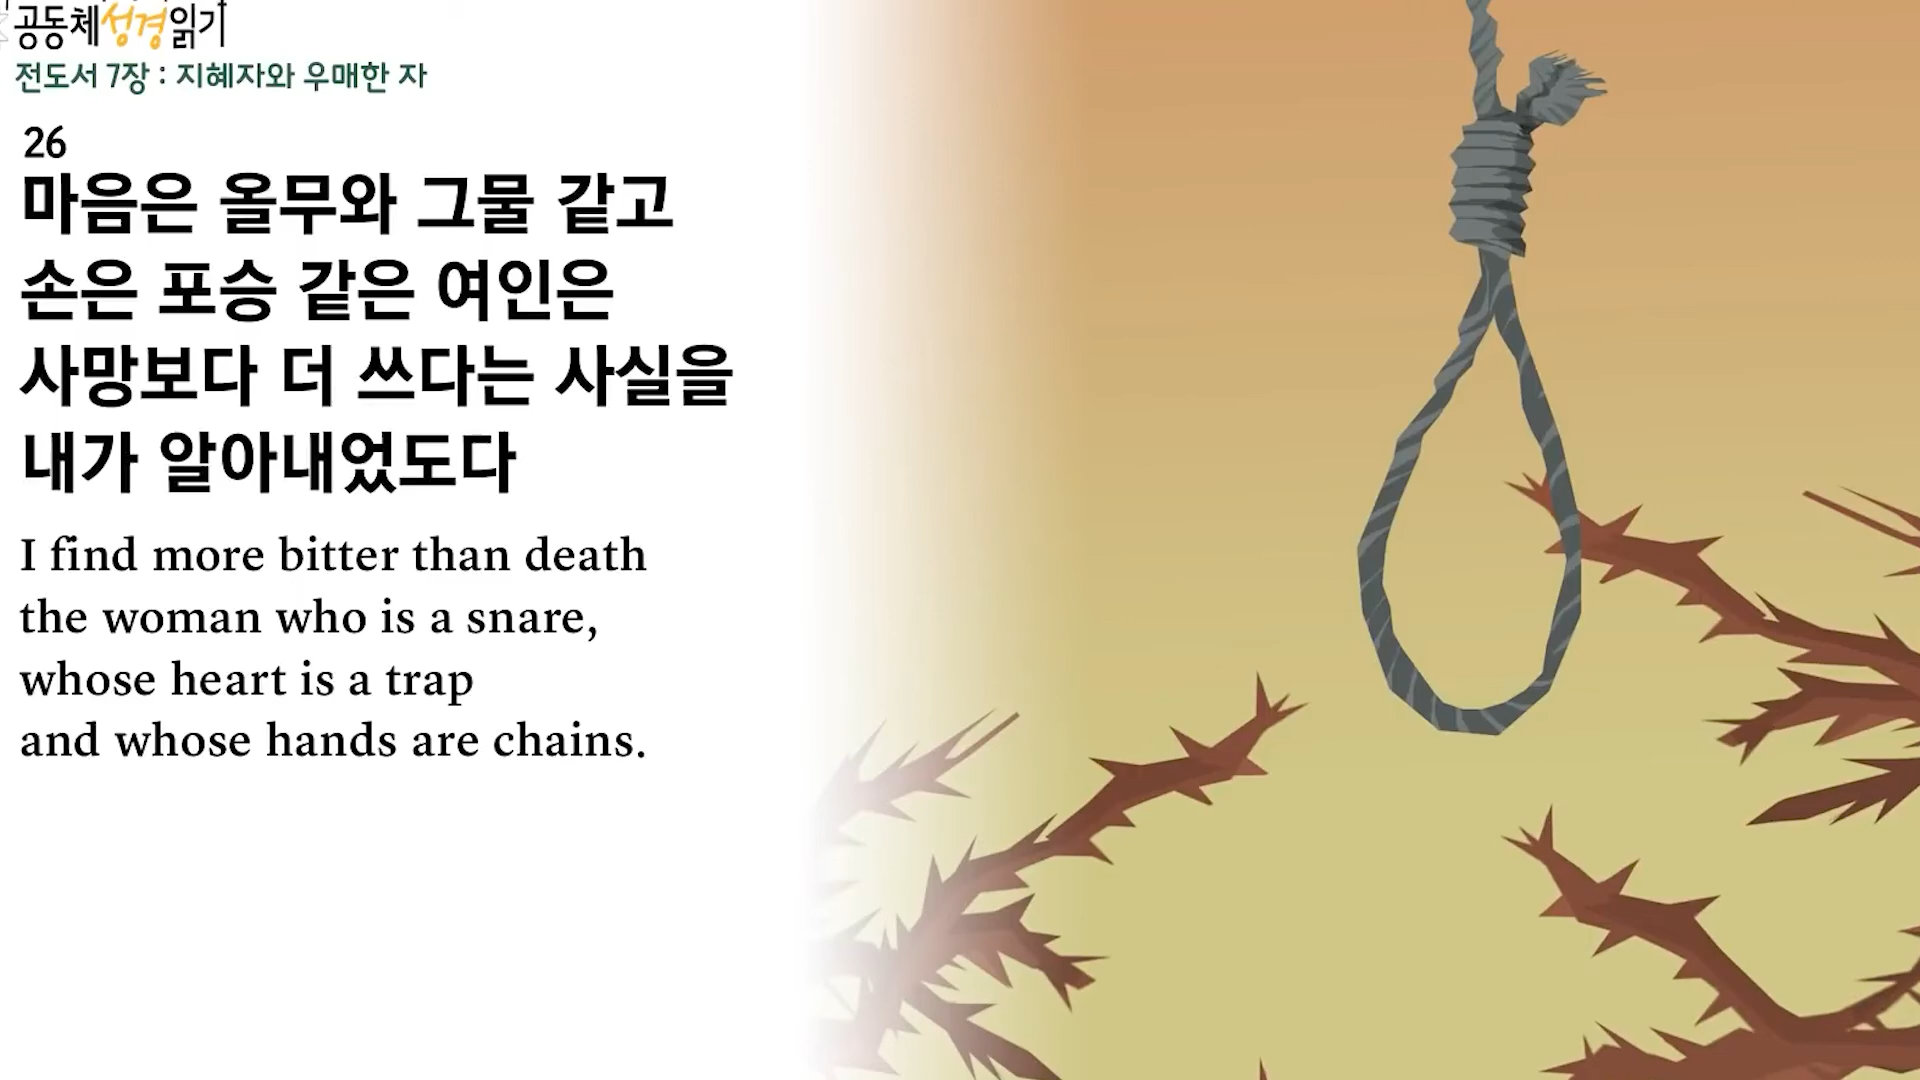 공동체성경읽기
전도서 7장 : 지혜자와 우매한 자
26
마음은 올무와 그물 같고
손은 포승 같은 여인은
사망보다 더 쓰다는 사실을
내가 알아내었도다
I find more bitter than death
the woman who is a snare,
whose heart is a trap
and whose hands are chains.